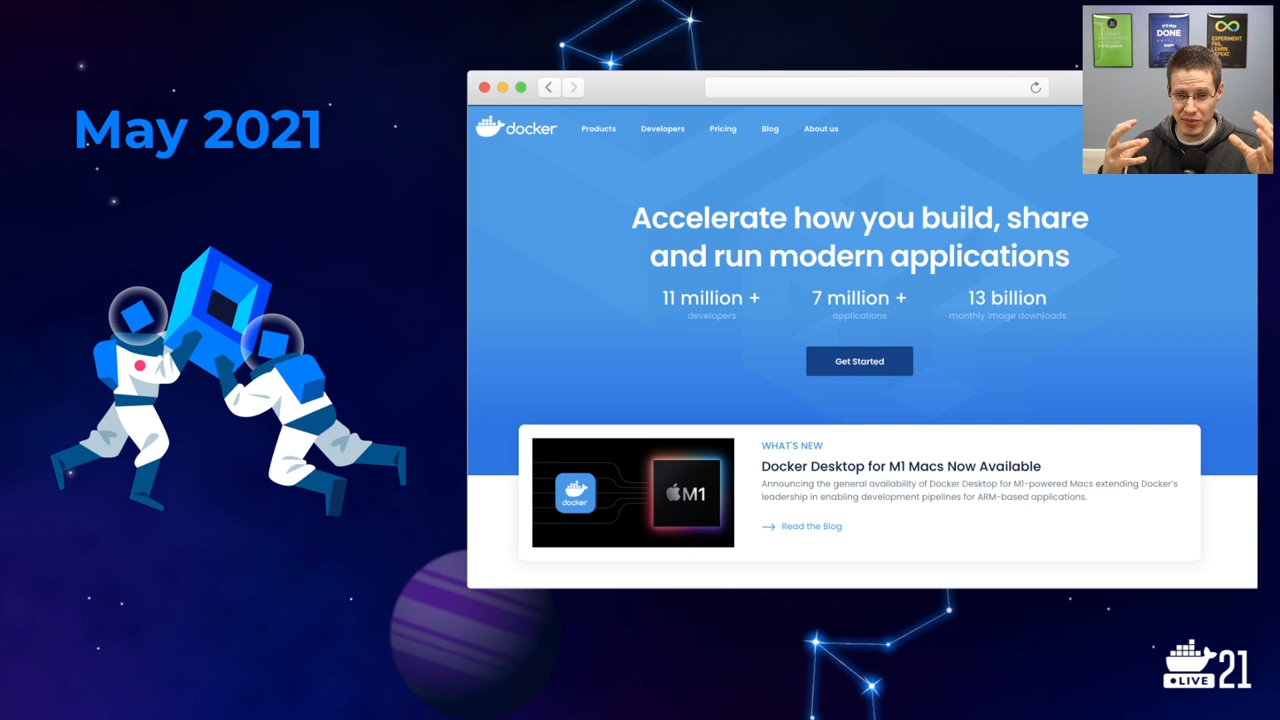 May 2021
docker
Products
Developers
Pricing
Blog
About us
Accelerate how you build, share
and run modern applications
11 million +
developers
7 million +
applications
13 billion
monthly image downloads
Get Started
docker
M1
WHAT'S NEW
Docker Desktop for M1 Macs Now Available
Announcing the general availability of Docker Desktop for M1-powered Macs extending Docker's
leadership in enabling development pipelines for ARM-based applications.
Read the Blog
DONE
EXPERIMENT
FAIL
LEARN
REPEAT
LIVE 21